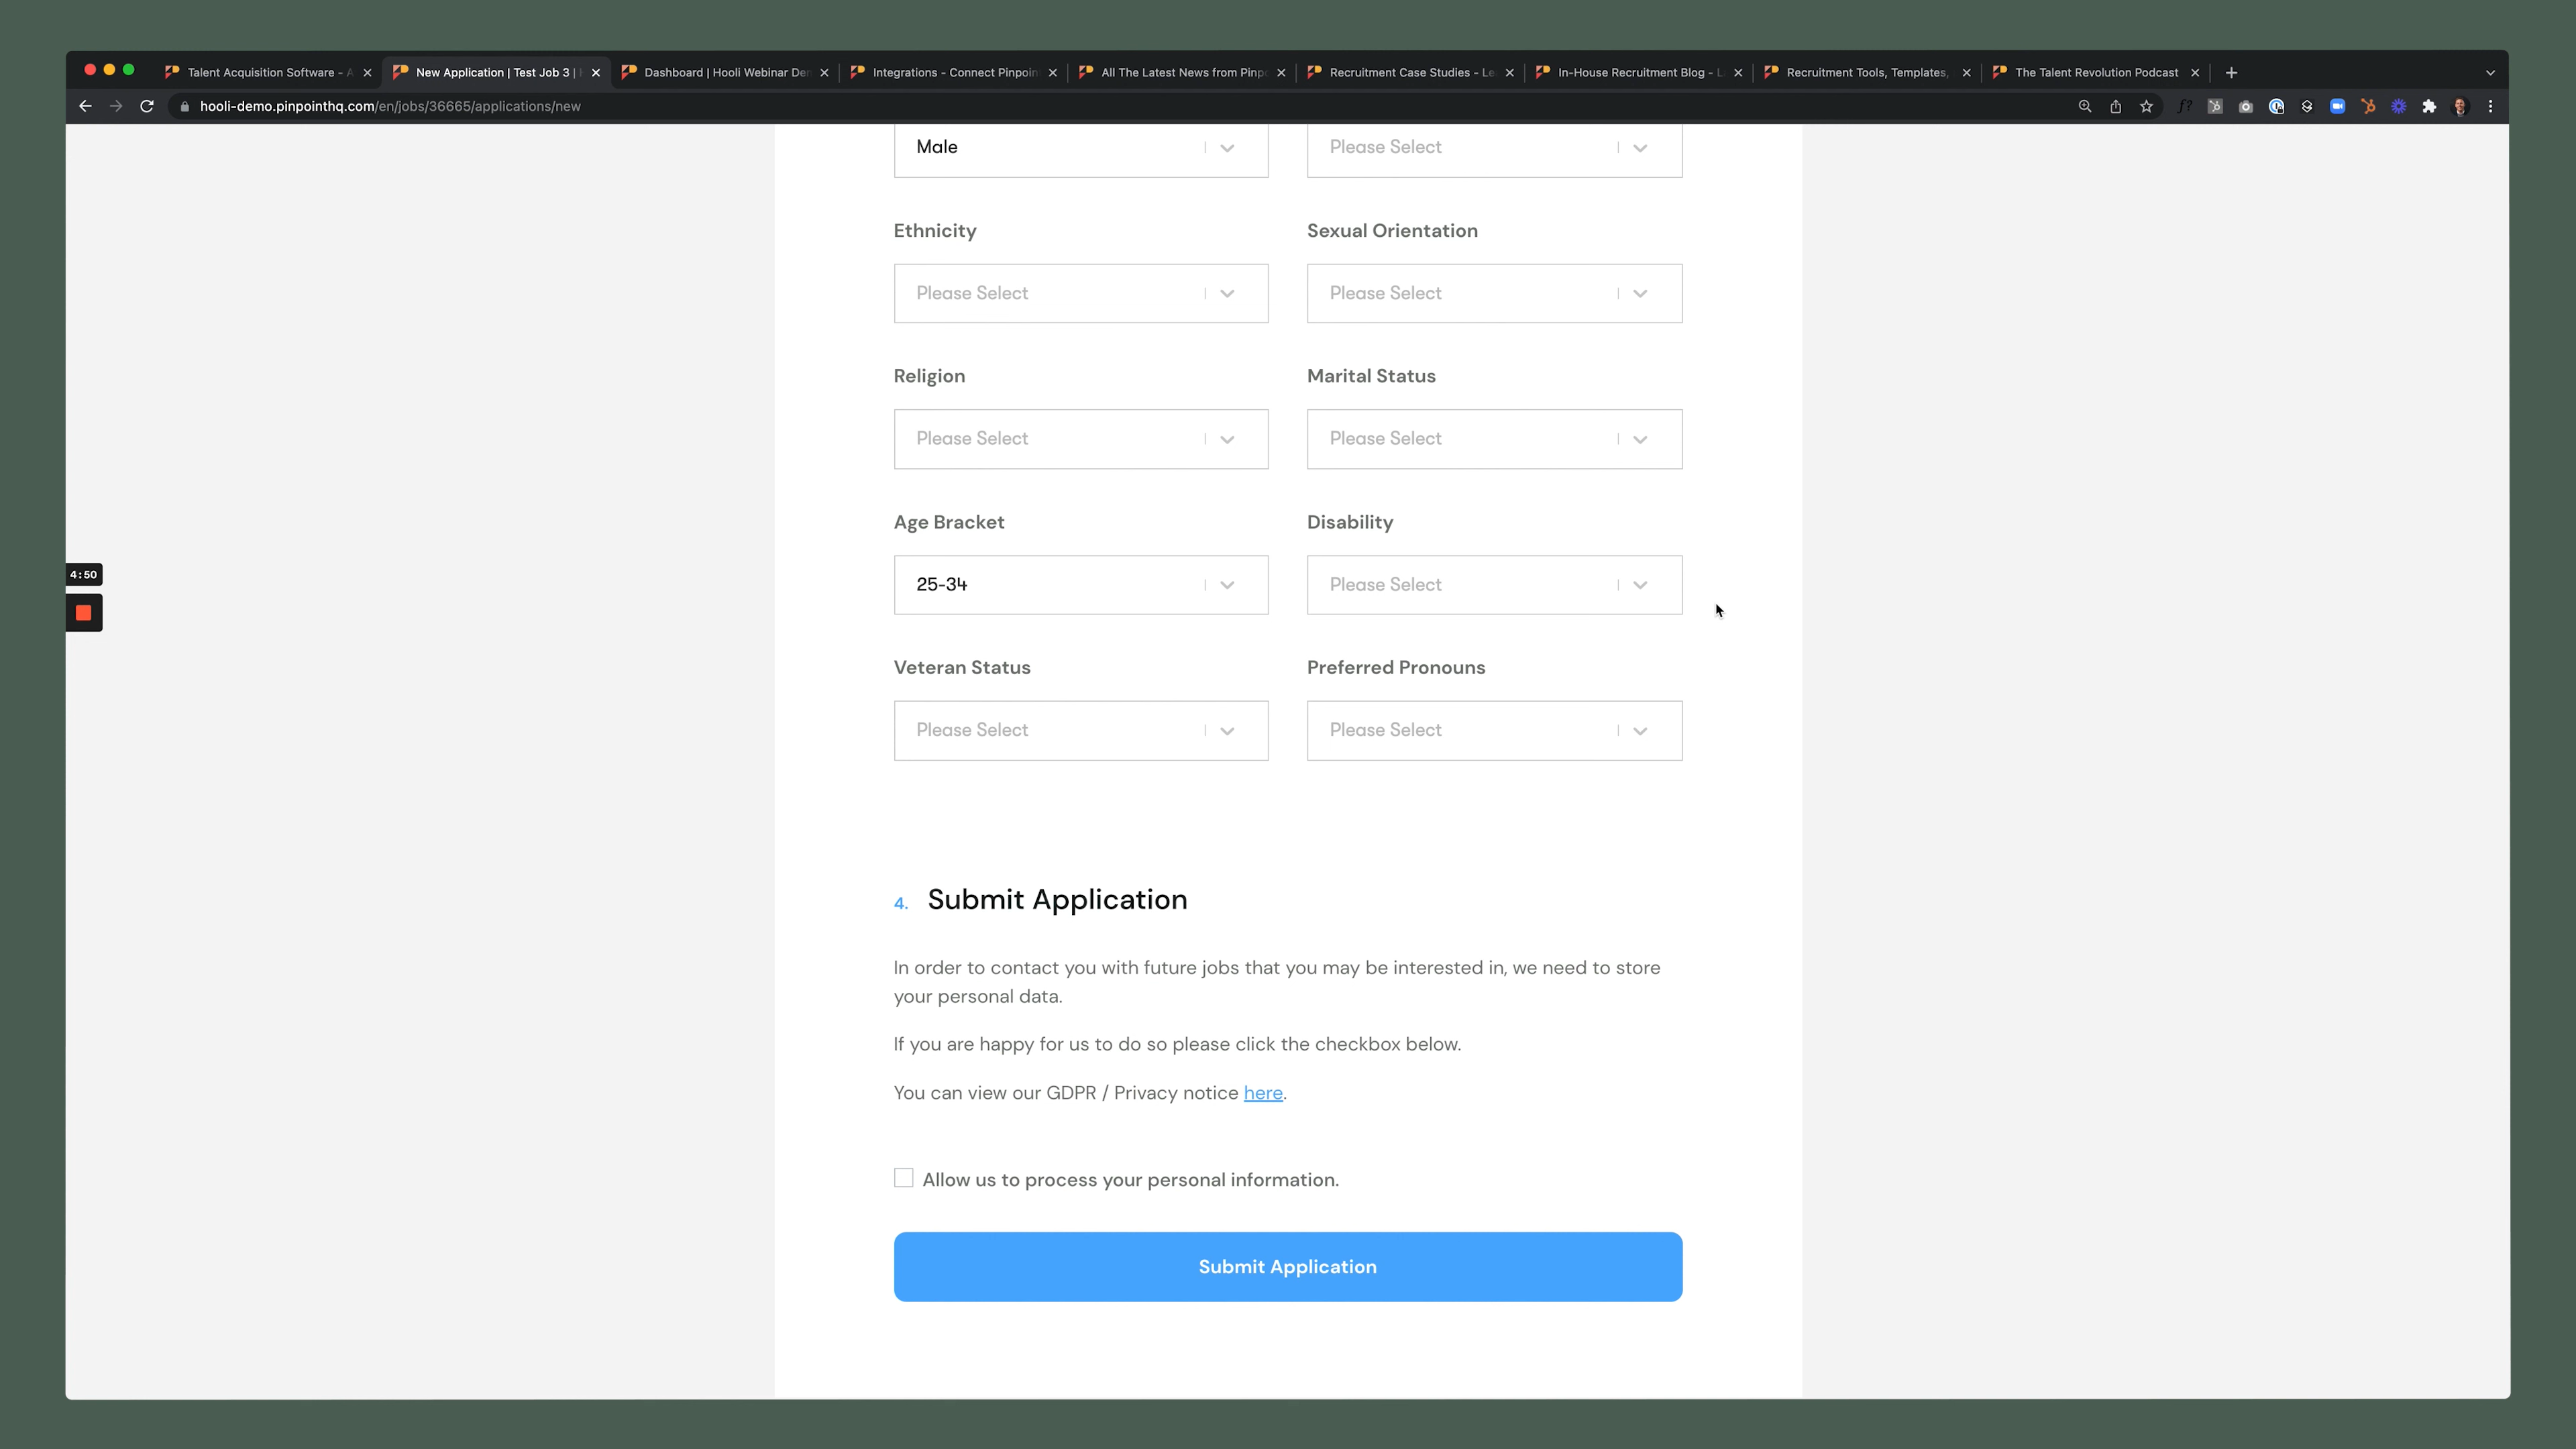 Talent Acquisition Software - A
New Application | Test Job 3 | H
Dashboard | Hooli Webinar Der
Integrations - Connect Pinpoin
All The Latest News from Pinpo
Recruitment Case Studies - Le
In-House Recruitment Blog - L
Recruitment Tools, Templates,
The Talent Revolution Podcast
hooli-demo.pinpointhq.com/en/jobs/36665/applications/new
f?
Male
Please Select
Ethnicity
Sexual Orientation
Please Select
Please Select
Religion
Marital Status
Please Select
Please Select
Age Bracket
Disability
25-34
Please Select
4:50
Veteran Status
Preferred Pronouns
Please Select
Please Select
4. Submit Application
In order to contact you with future jobs that you may be interested in, we need to store
your personal data.
If you are happy for us to do so please click the checkbox below.
You can view our GDPR / Privacy notice here.
Allow us to process your personal information.
Submit Application